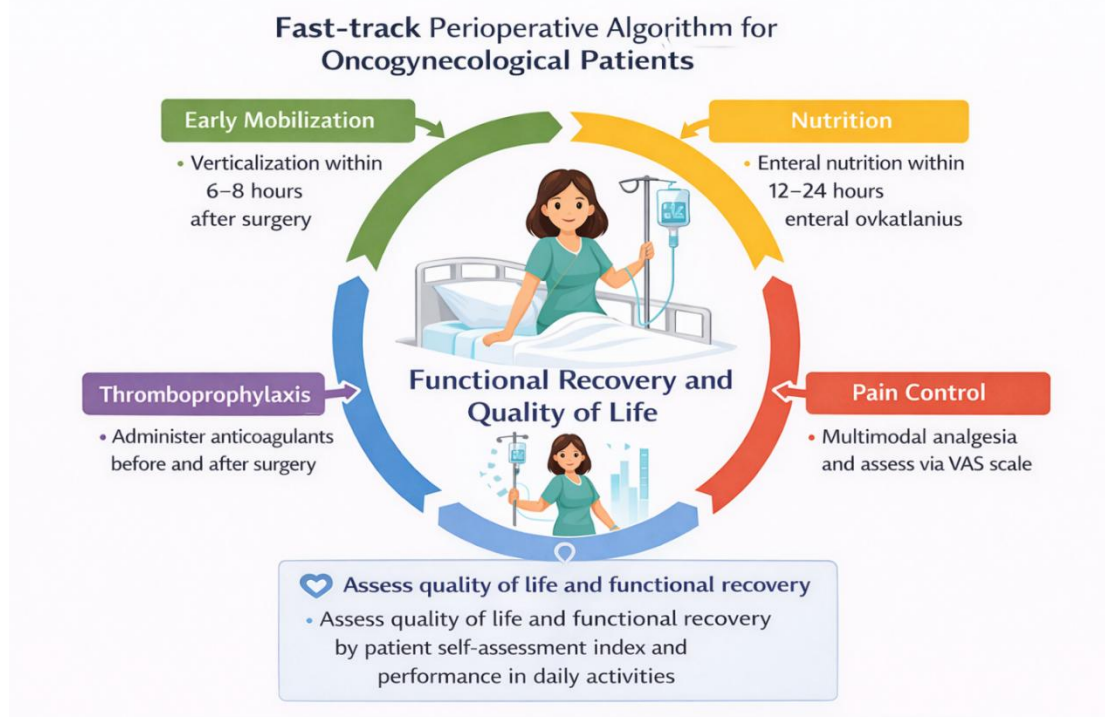 Fast-track Perioperative Algorithm for
Oncogynecological Patients
Early Mobilization
• Verticalization within
6–8 hours
after surgery
Nutrition
• Enteral nutrition within
12–24 hours
enteral ovkatlanius
Thromboprophylaxis
• Administer anticoagulants
before and after surgery
Functional Recovery and
Quality of Life
Pain Control
• Multimodal analgesia
and assess via VAS scale
Assess quality of life and functional recovery
• Assess quality of life and functional recovery
by patient self-assessment index and
performance in daily activities